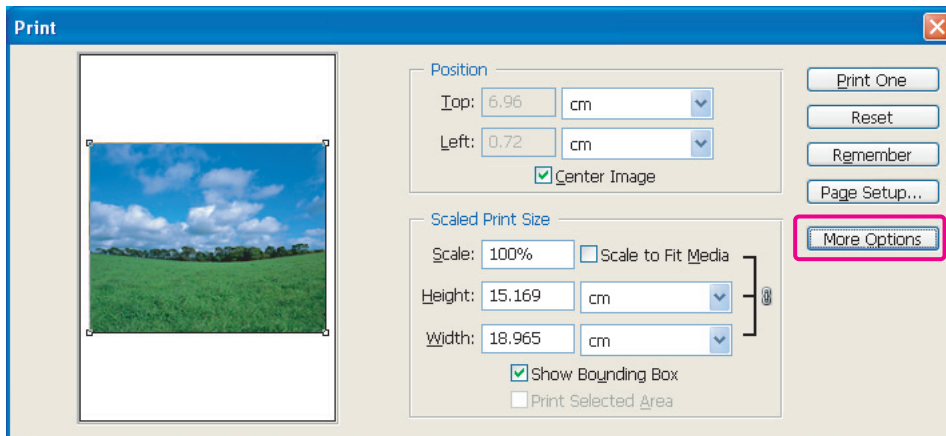 Print
Position
Top: 6.96 cm
Left: 0.72 cm
Center Image
Scaled Print Size
Scale: 100% Scale to Fit Media
Height: 15.169 cm
Width: 18.965 cm
Show Bounding Box
Print Selected Area
Print One
Reset
Remember
Page Setup...
More Options